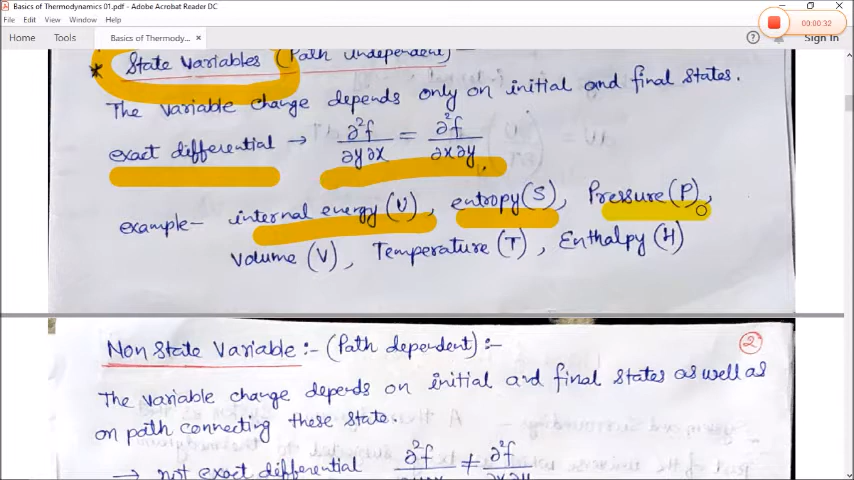 Basics of Thermodynamics 01.pdf - Adobe Acrobat Reader DC
File Edit View Window Help
00:00:32
Home Tools Basics of Thermody... × Sign In
* State Variables (Path Independent) -
The variable change depends only on initial and final states.
exact differential → ∂²f/∂y∂x = ∂²f/∂x∂y
example - internal energy (U), entropy (S), Pressure (P),
Volume (V), Temperature (T), Enthalpy (H)
Non State Variable :- (Path dependent) :-
2
The variable change depends on initial and final states as well as
on path connecting these state.
→ not exact differential ∂²f ≠ ∂²f